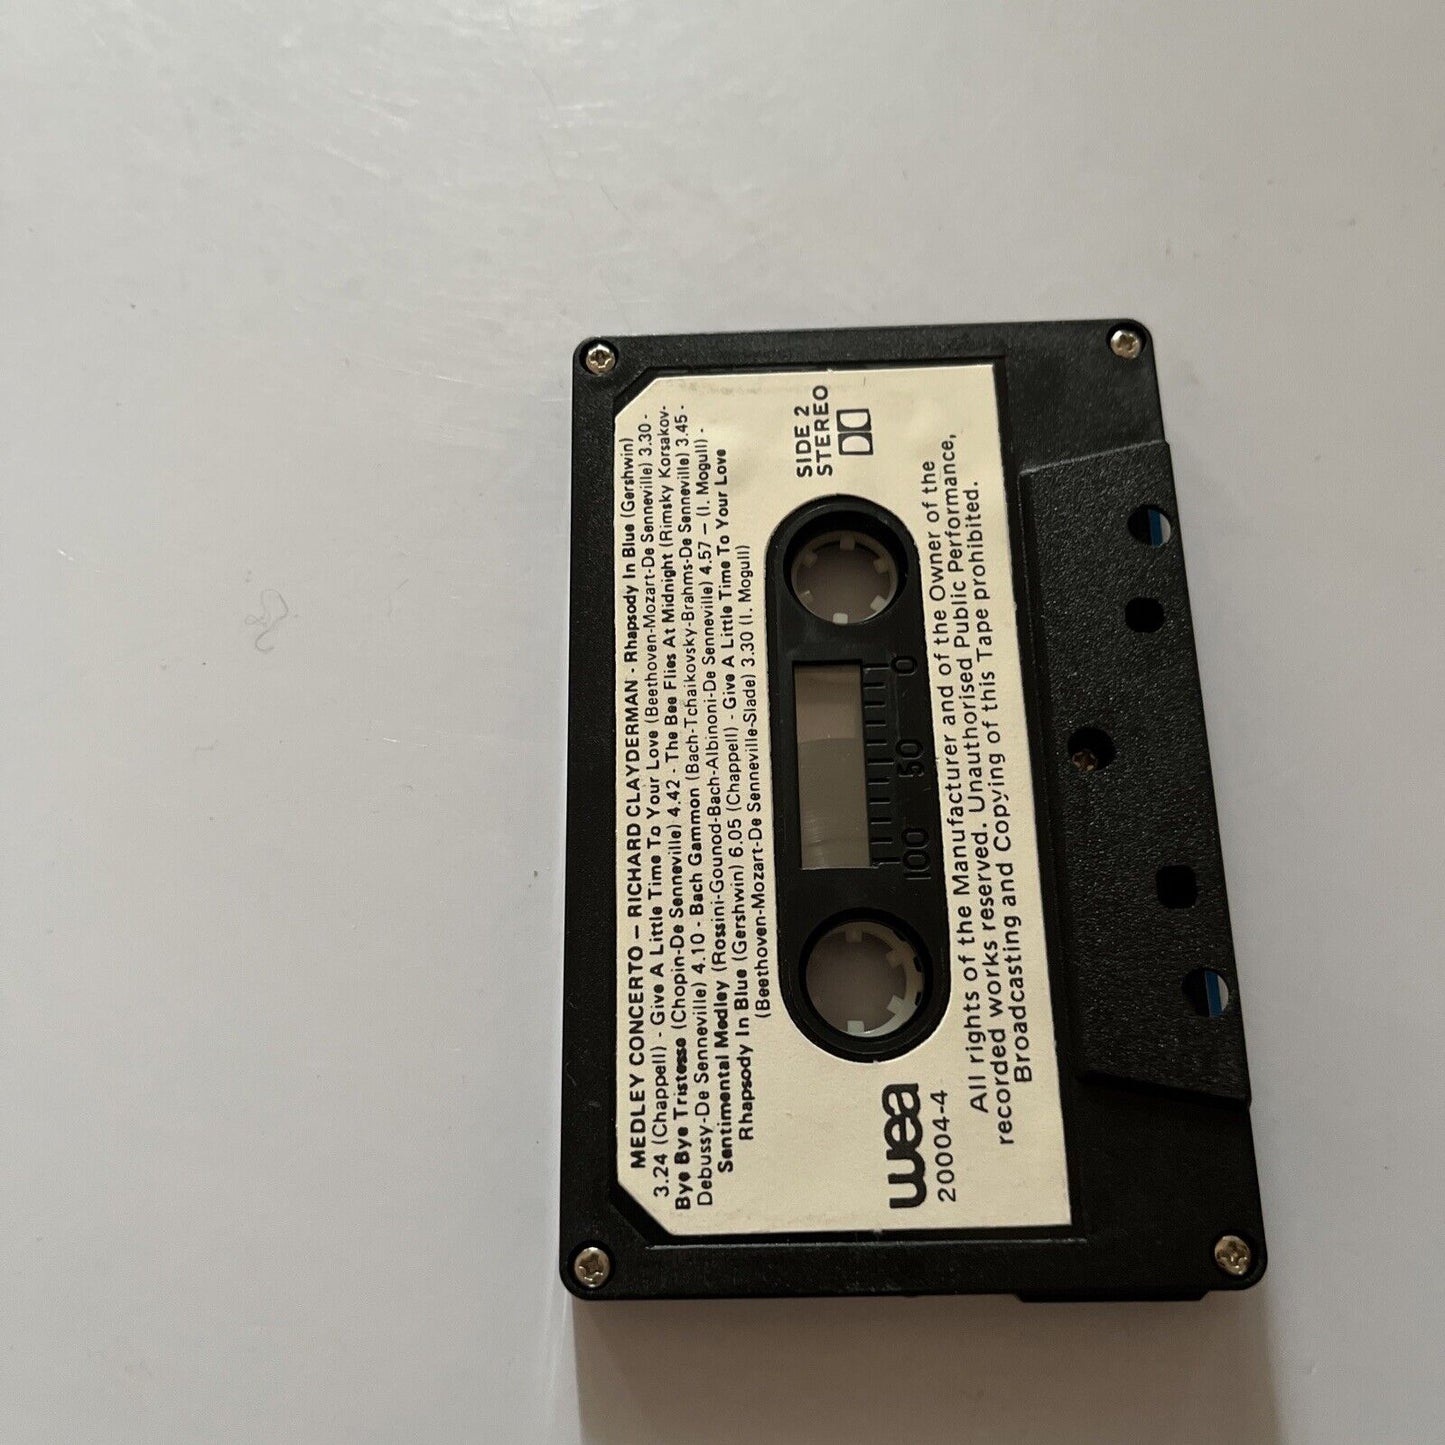 MEDLEY CONCERTO – RICHARD CLAYDERMAN - Rhapsody In Blue (Gershwin)
3.24 (Chappell) - Give A Little Time To Your Love (Beethoven-Mozart-De Senneville) 3.30 -
Bye Bye Tristesse (Chopin-De Senneville) 4.42 - The Bee Flies At Midnight (Rimsky Korsakov-
Debussy-De Senneville) 4.10 - Bach Gammon (Bach-Tchaikovsky-Brahms-De Senneville) 3.45 -
Sentimental Medley (Rossini-Gounod-Bach-Albinoni-De Senneville) 4.57 – (I. Mogull) -
Rhapsody In Blue (Gershwin) 6.05 (Chappell) - Give A Little Time To Your Love
(Beethoven-Mozart-De Senneville-Slade) 3.30 (I. Mogull)
SIDE 2
STEREO
wea
20004-4
100 50 0
All rights of the Manufacturer and of the Owner of the
recorded works reserved. Unauthorised Public Performance,
Broadcasting and Copying of this Tape prohibited.